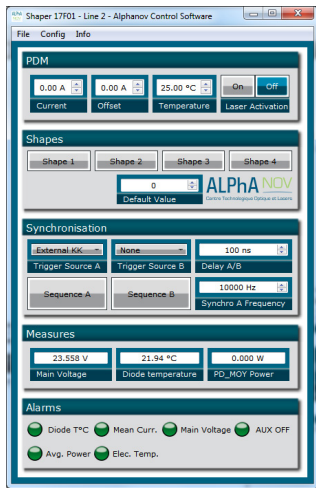 Shaper 17F01 - Line 2 - Alphanov Control Software
File Config Info
PDM
0.00 A 0.00 A 25.00 °C On Off
Current Offset Temperature Laser Activation
Shapes
Shape 1 Shape 2 Shape 3 Shape 4
0 ALPhANOV
Default Value Centre Technologique Optique et Lasers
Synchronisation
External KK None 100 ns
Trigger Source A Trigger Source B Delay A/B
Sequence A Sequence B 10000 Hz
Synchro A Frequency
Measures
23.558 V 21.94 °C 0.000 W
Main Voltage Diode temperature PD_MOY Power
Alarms
Diode T°C Mean Curr. Main Voltage AUX OFF
Avg. Power Elec. Temp.